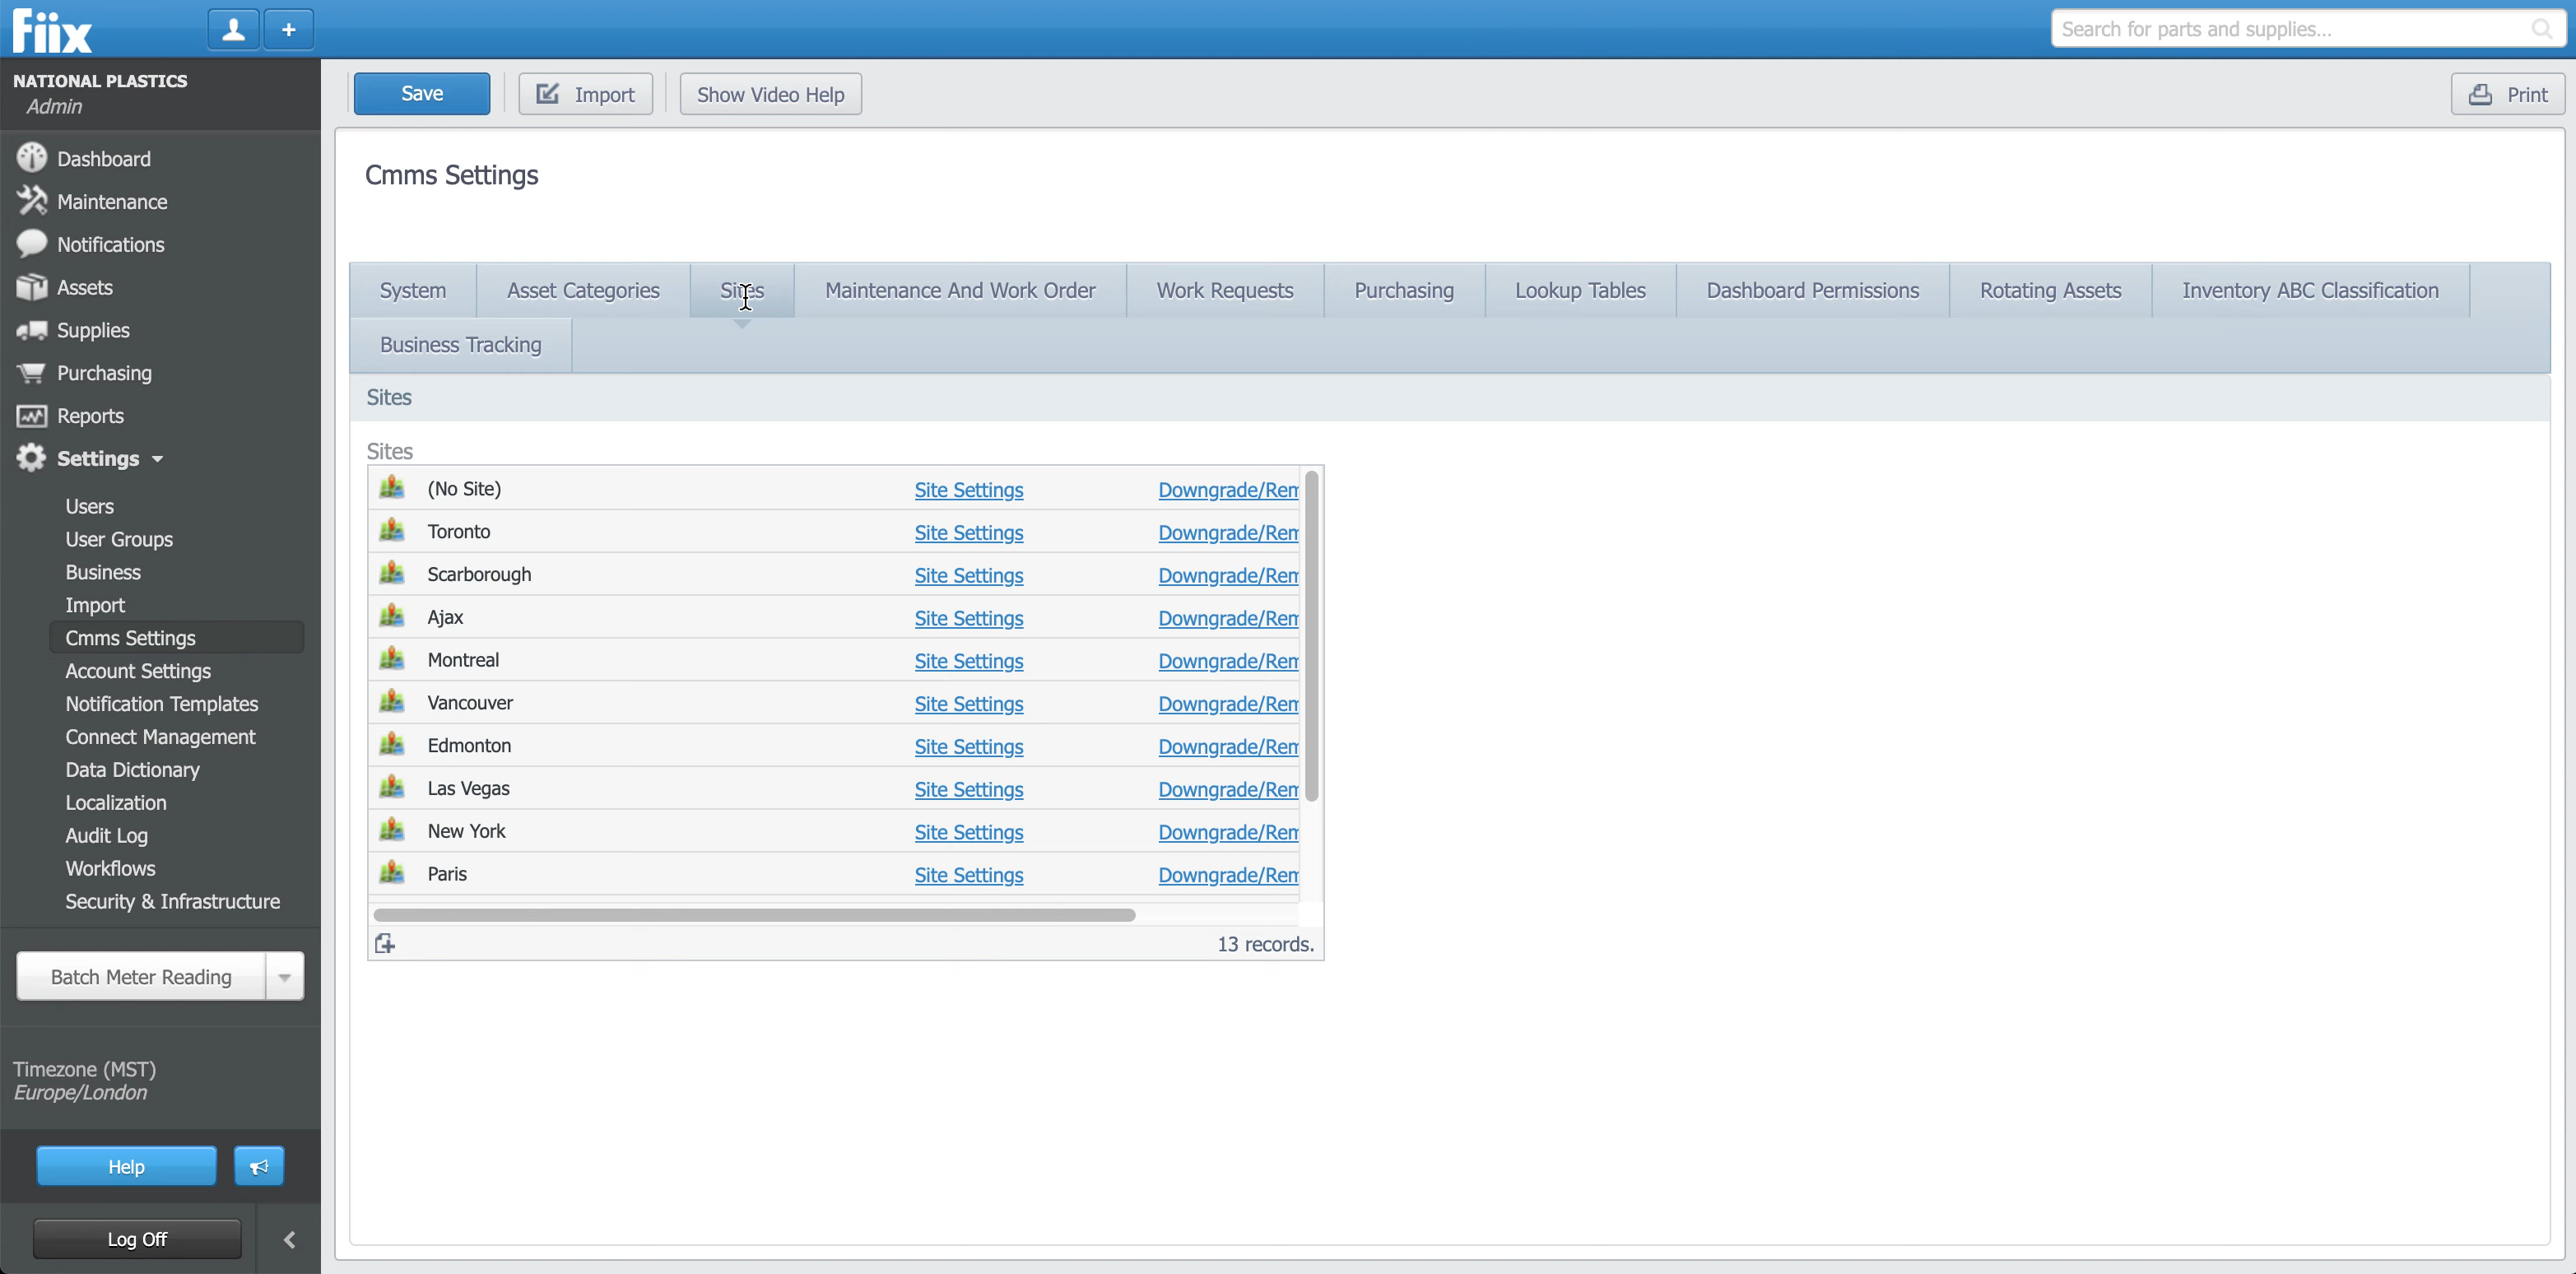 Fiix
Search for parts and supplies...
NATIONAL PLASTICS
Admin
Save
Import
Show Video Help
Print
Dashboard
Maintenance
Notifications
Assets
Supplies
Purchasing
Reports
Settings
Users
User Groups
Business
Import
Cmms Settings
Account Settings
Notification Templates
Connect Management
Data Dictionary
Localization
Audit Log
Workflows
Security & Infrastructure
Batch Meter Reading
Timezone (MST)
Europe/London
Help
Log Off
Cmms Settings
System Asset Categories Sites Maintenance And Work Order Work Requests Purchasing Lookup Tables Dashboard Permissions Rotating Assets Inventory ABC Classification
Business Tracking
Sites
Sites
(No Site) Site Settings Downgrade/Rem
Toronto Site Settings Downgrade/Rem
Scarborough Site Settings Downgrade/Rem
Ajax Site Settings Downgrade/Rem
Montreal Site Settings Downgrade/Rem
Vancouver Site Settings Downgrade/Rem
Edmonton Site Settings Downgrade/Rem
Las Vegas Site Settings Downgrade/Rem
New York Site Settings Downgrade/Rem
Paris Site Settings Downgrade/Rem
13 records.